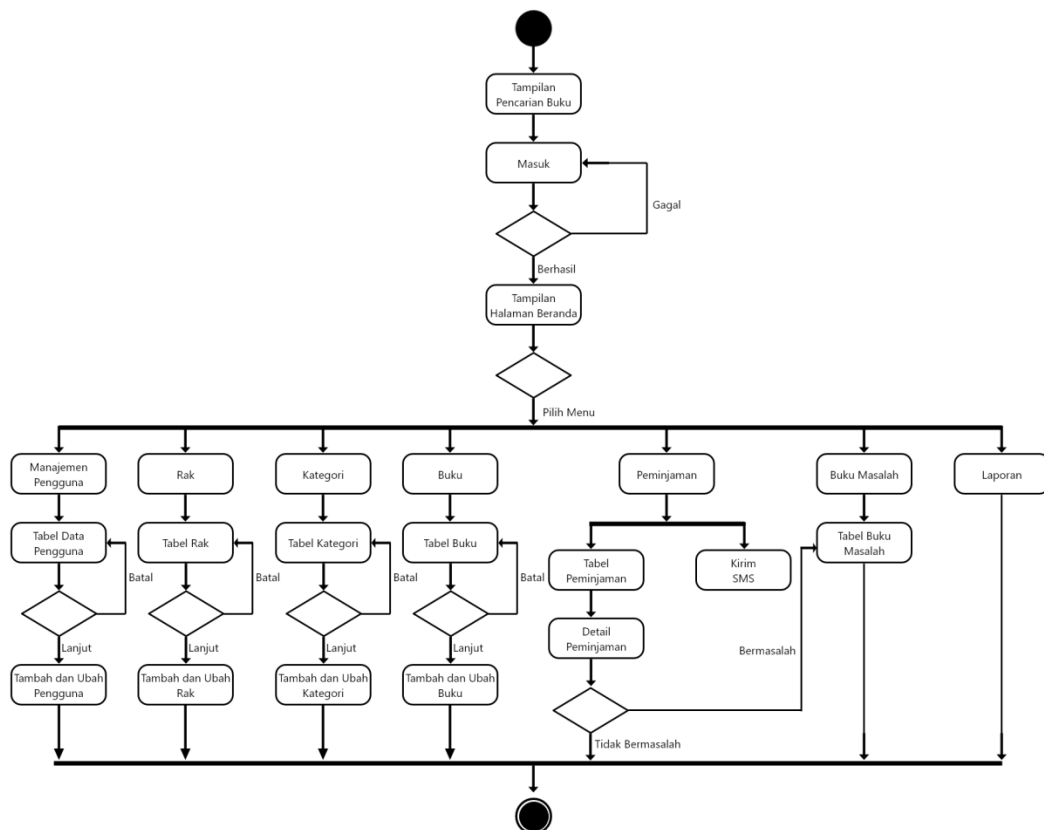 Tampilan
Pencarian Buku
Masuk
Gagal
Berhasil
Tampilan
Halaman Beranda
Pilih Menu
Manajemen
Pengguna
Rak
Kategori
Buku
Peminjaman
Buku Masalah
Laporan
Tabel Data
Pengguna
Tabel Rak
Tabel Kategori
Tabel Buku
Tabel Buku
Masalah
Tabel
Peminjaman
Kirim
SMS
Batal
Batal
Batal
Batal
Detail
Peminjaman
Bermasalah
Lanjut
Lanjut
Lanjut
Lanjut
Tambah dan Ubah
Pengguna
Tambah dan Ubah
Rak
Tambah dan Ubah
Kategori
Tambah dan Ubah
Buku
Tidak Bermasalah